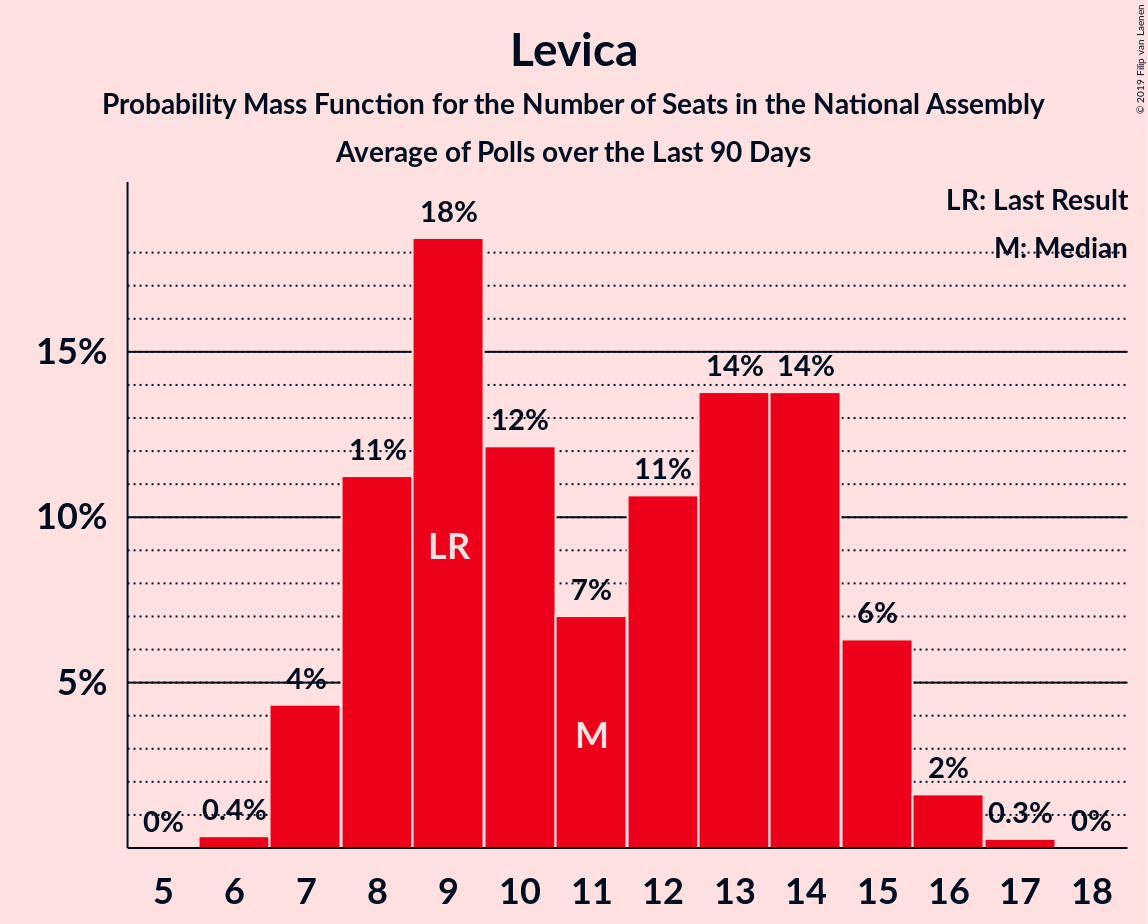 Levica
Probability Mass Function for the Number of Seats in the National Assembly
Average of Polls over the Last 90 Days
© 2019 Filip van Laenen
LR: Last Result
M: Median
15%
10%
5%
0%
0.4%
4%
11%
18%
12%
7%
11%
14%
14%
6%
2%
0.3%
0%
LR
M
5 6 7 8 9 10 11 12 13 14 15 16 17 18